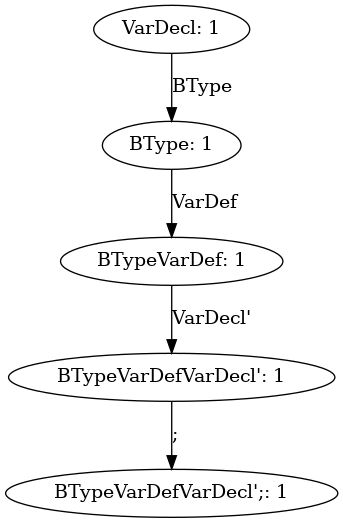 VarDecl: 1
BType
BType: 1
VarDef
BTypeVarDef: 1
VarDecl'
BTypeVarDefVarDecl': 1
;
BTypeVarDefVarDecl';: 1